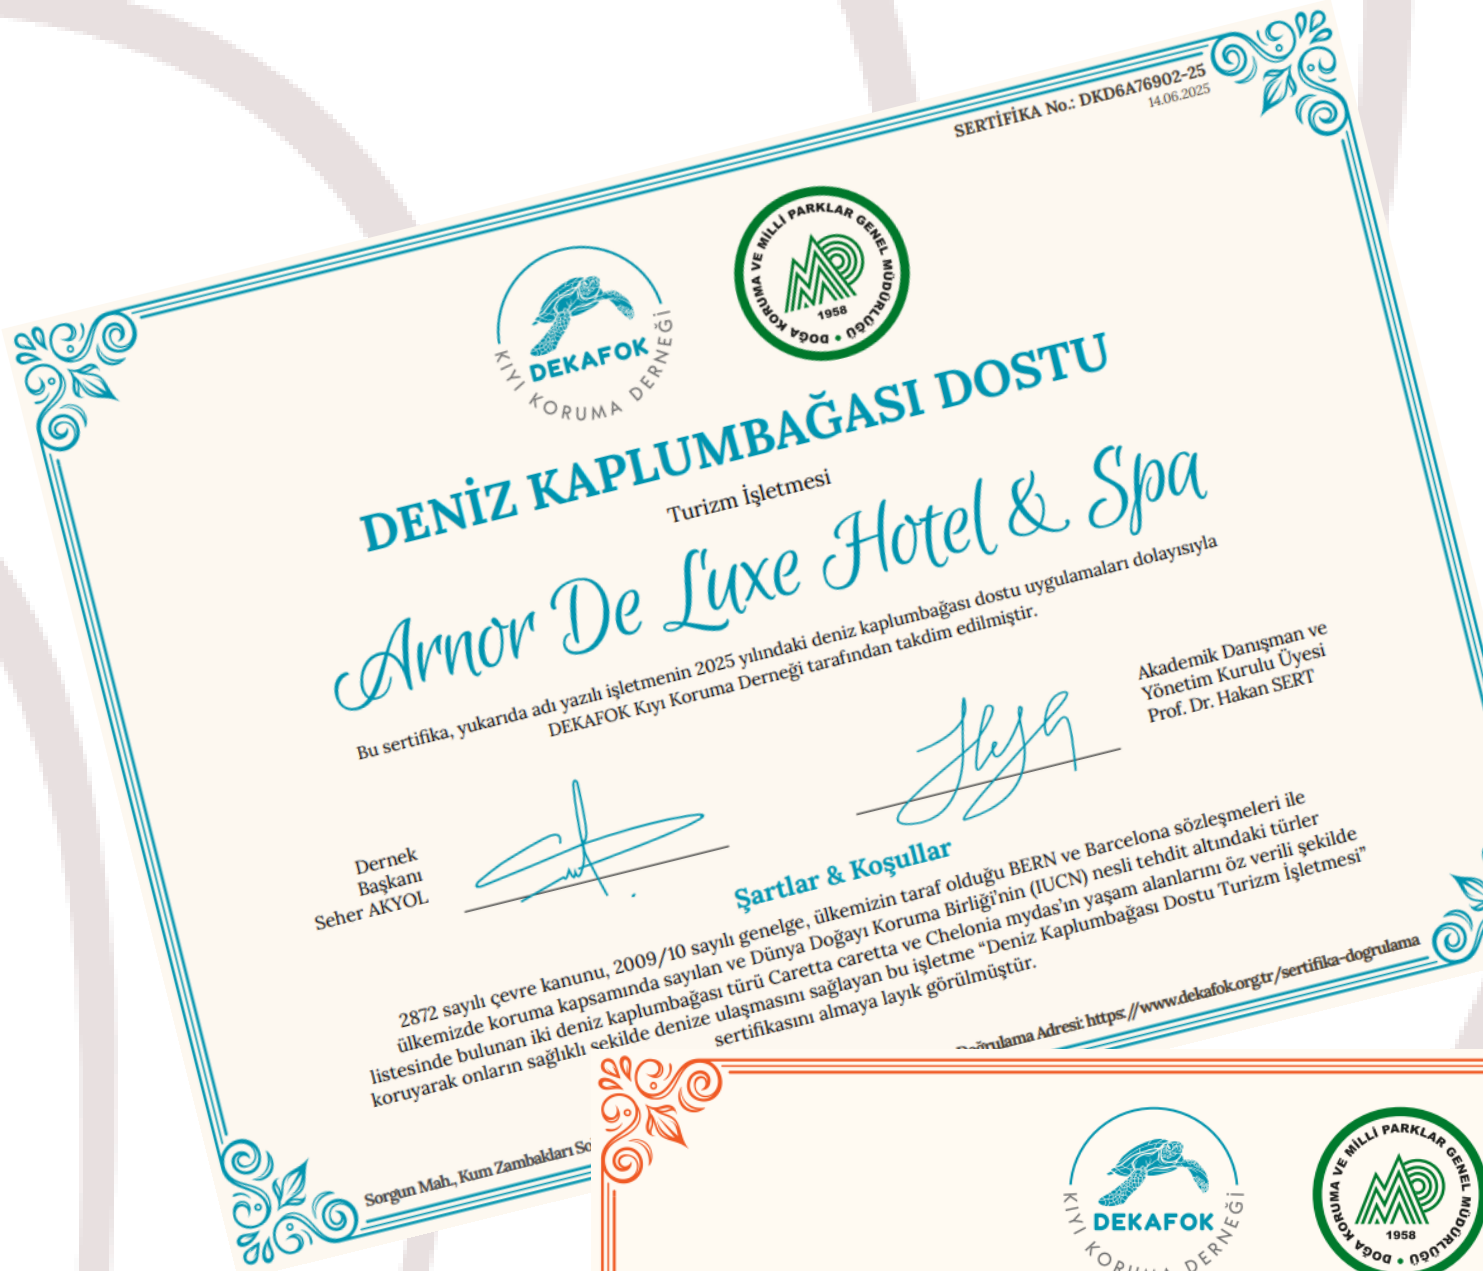 SERTİFİKA No.: DKD6A76902-25
14.06.2025
DEKAFOK
KIYI KORUMA DERNEĞİ
DOĞA KORUMA VE MİLLİ PARKLAR GENEL MÜDÜRLÜĞÜ
1958
DENİZ KAPLUMBAĞASI DOSTU
Turizm İşletmesi
Arnor De Luxe Hotel & Spa
Bu sertifika, yukarıda adı yazılı işletmenin 2025 yılındaki deniz kaplumbağası dostu uygulamaları dolayısıyla
DEKAFOK Kıyı Koruma Derneği tarafından takdim edilmiştir.
Akademik Danışman ve
Yönetim Kurulu Üyesi
Prof. Dr. Hakan SERT
Dernek
Başkanı
Seher AKYOL
Şartlar & Koşullar
2872 sayılı çevre kanunu, 2009/10 sayılı genelge, ülkemizin taraf olduğu BERN ve Barcelona sözleşmeleri ile
ülkemizde koruma kapsamında sayılan ve Dünya Doğayı Koruma Birliği'nin (IUCN) nesli tehdit altındaki türler
listesinde bulunan iki deniz kaplumbağası türü Caretta caretta ve Chelonia mydas'ın yaşam alanlarını öz verili şekilde
koruyarak onların sağlıklı şekilde denize ulaşmasını sağlayan bu işletme “Deniz Kaplumbağası Dostu Turizm İşletmesi”
sertifikasını almaya layık görülmüştür.
Sorgun Mah., Kum Zambakları
Doğrulama Adresi: https://www.dekafok.org.tr/sertifika-dogrulama
DEKAFOK
KIYI KORUMA DERNEĞİ
DOĞA KORUMA VE MİLLİ PARKLAR GENEL MÜDÜRLÜĞÜ
1958